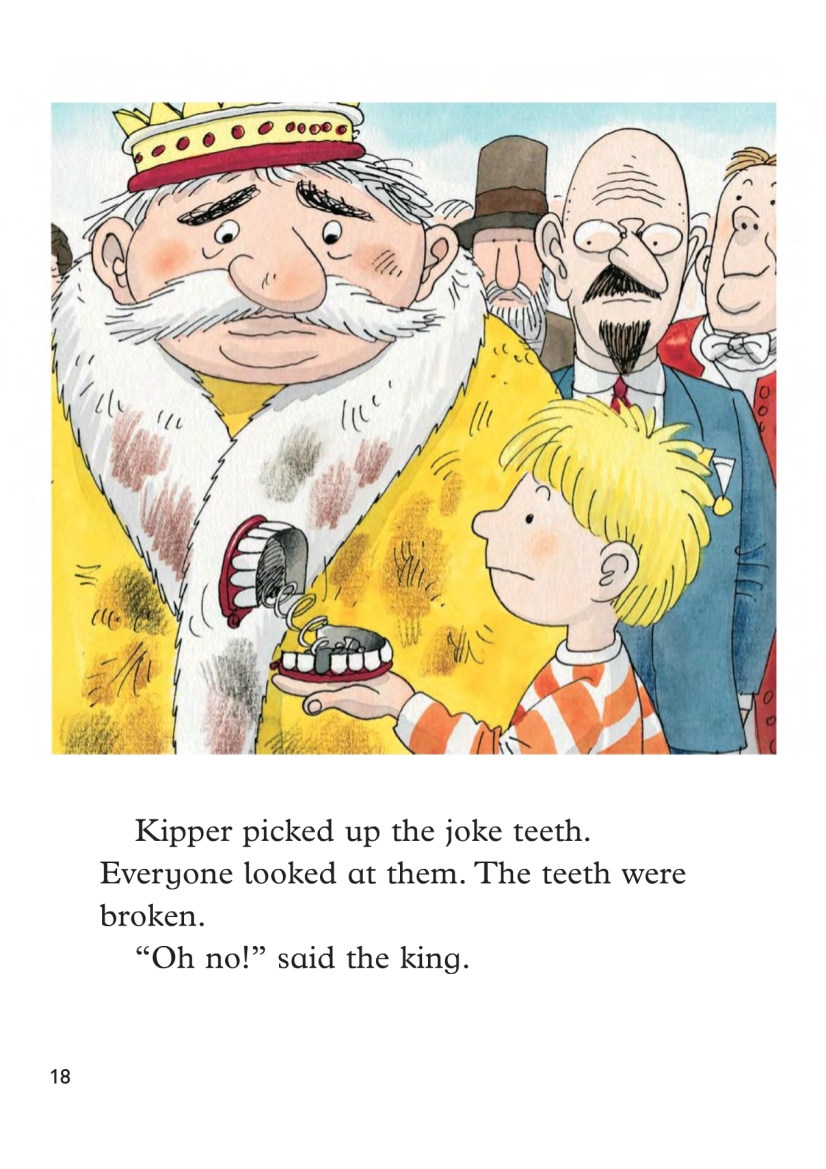 Kipper picked up the joke teeth.
Everyone looked at them. The teeth were
broken.
“Oh no!” said the king.
18